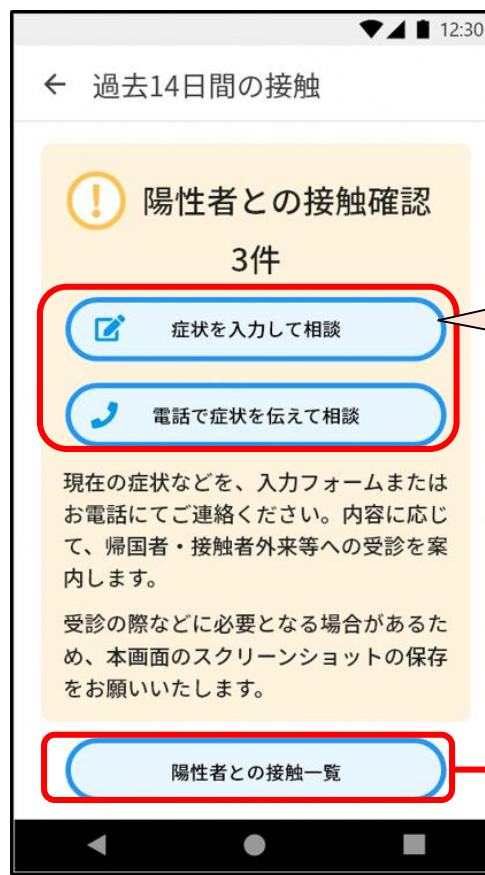 12:30
← 過去14日間の接触
陽性者との接触確認
3件
症状を入力して相談
電話で症状を伝えて相談
現在の症状などを、入力フォームまたは
お電話にてご連絡ください。内容に応じ
て、帰国者・接触者外来等への受診を案
内します。
受診の際などに必要となる場合があるた
め、本画面のスクリーンショットの保存
をお願いいたします。
陽性者との接触一覧